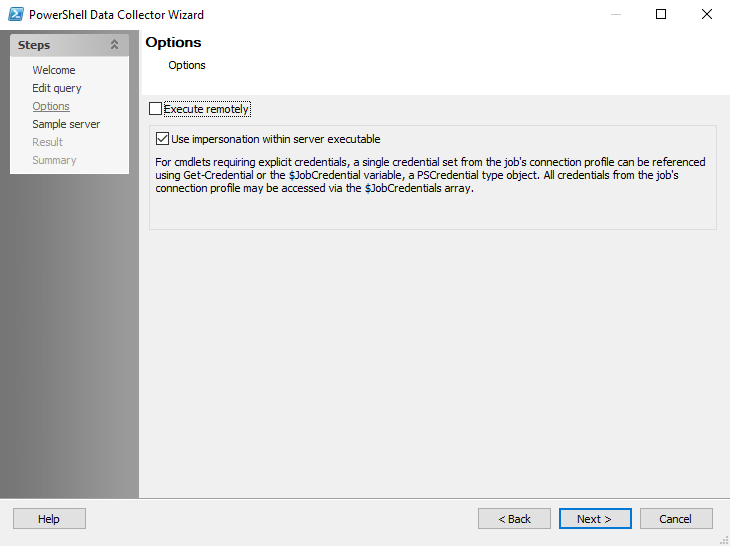 PowerShell Data Collector Wizard
Steps
Welcome
Edit query
Options
Sample server
Result
Summary
Options
Options
Execute remotely
Use impersonation within server executable
For cmdlets requiring explicit credentials, a single credential set from the job's connection profile can be referenced
using Get-Credential or the $JobCredential variable, a PSCredential type object. All credentials from the job's
connection profile may be accessed via the $JobCredentials array.
Help
< Back
Next >
Cancel